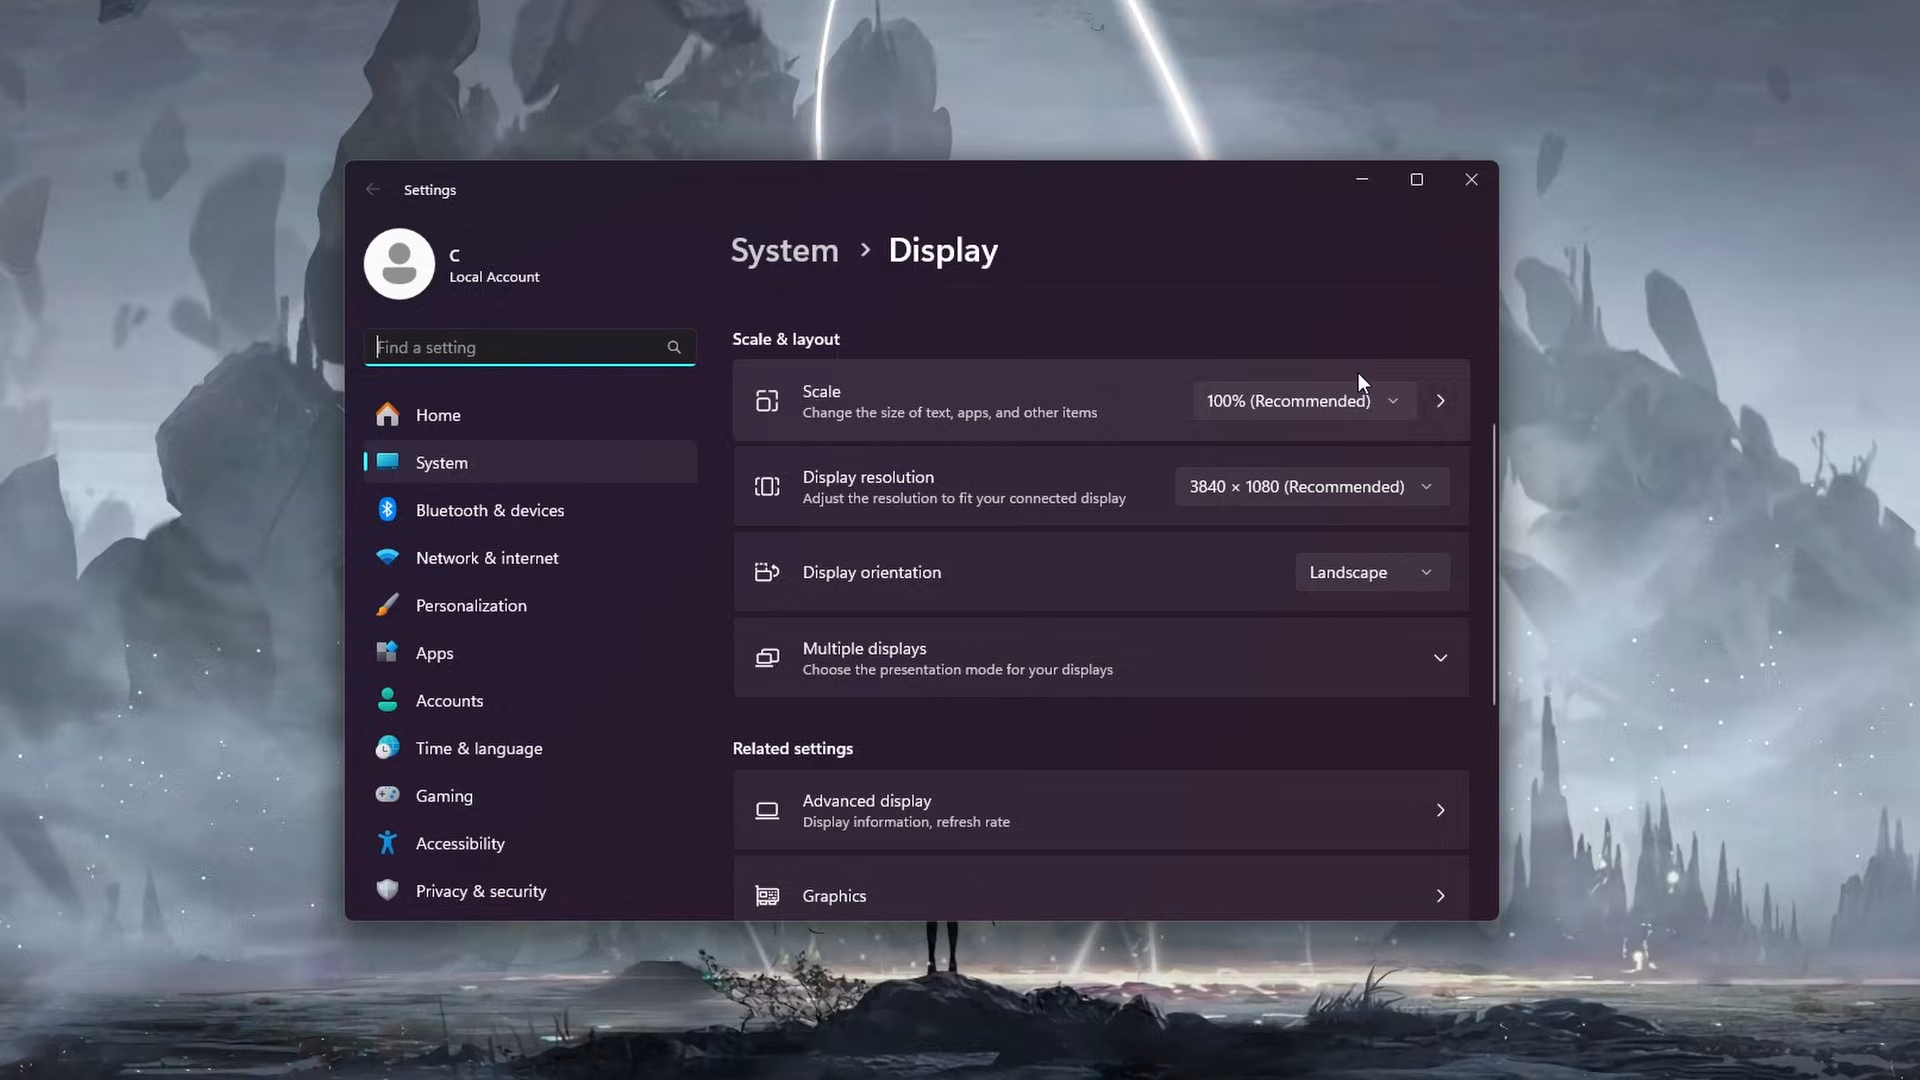 Settings
C
Local Account
Find a setting
Home
System
Bluetooth & devices
Network & internet
Personalization
Apps
Accounts
Time & language
Gaming
Accessibility
Privacy & security
System > Display
Scale & layout
Scale
Change the size of text, apps, and other items
100% (Recommended)
Display resolution
Adjust the resolution to fit your connected display
3840 × 1080 (Recommended)
Display orientation
Landscape
Multiple displays
Choose the presentation mode for your displays
Related settings
Advanced display
Display information, refresh rate
Graphics